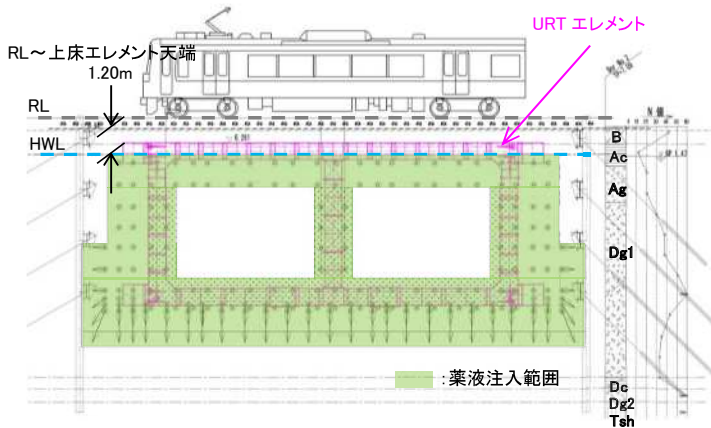 URT エレメント
RL～上床エレメント天端
1.20m
RL
HWL
N 値
B
Ac
Ag
Dg1
:薬液注入範囲
Dc
Dg2
Tsh